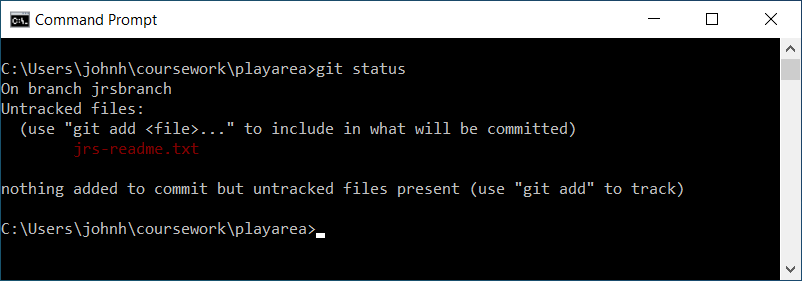 Command Prompt
C:\Users\johnh\coursework\playarea>git status
On branch jrsbranch
Untracked files:
  (use "git add <file>..." to include in what will be committed)
        jrs-readme.txt
nothing added to commit but untracked files present (use "git add" to track)
C:\Users\johnh\coursework\playarea>